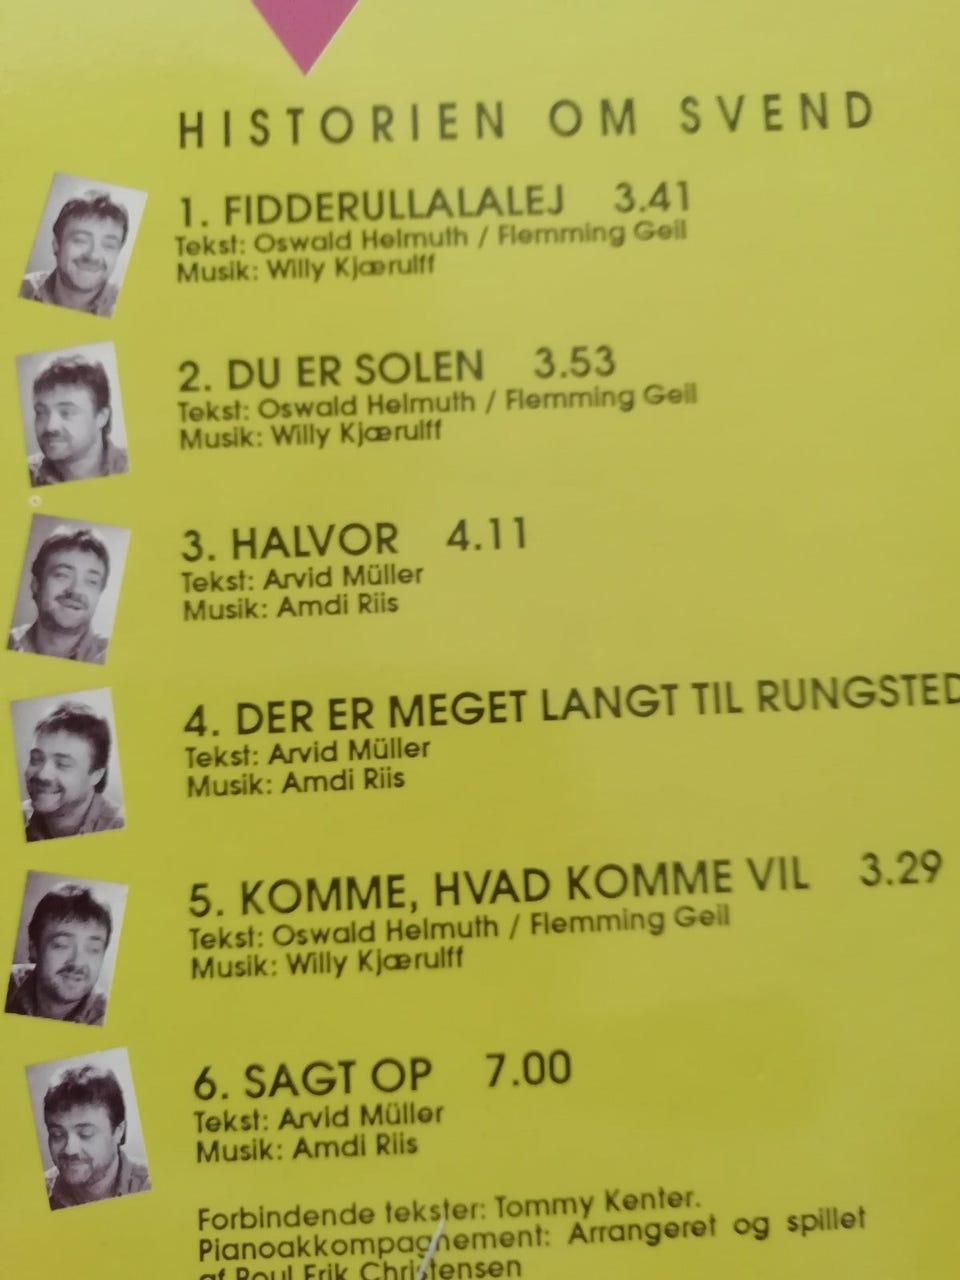 HISTORIEN OM SVEND
1. FIDDERULLALALEJ 3.41
Tekst: Oswald Helmuth / Flemming Geil
Musik: Willy Kjærulff
2. DU ER SOLEN 3.53
Tekst: Oswald Helmuth / Flemming Geil
Musik: Willy Kjærulff
3. HALVOR 4.11
Tekst: Arvid Müller
Musik: Amdi Riis
4. DER ER MEGET LANGT TIL RUNGSTED
Tekst: Arvid Müller
Musik: Amdi Riis
5. KOMME, HVAD KOMME VIL 3.29
Tekst: Oswald Helmuth / Flemming Geil
Musik: Willy Kjærulff
6. SAGT OP 7.00
Tekst: Arvid Müller
Musik: Amdi Riis
Forbindende tekster: Tommy Kenter.
Pianoakkompagnement: Arrangeret og spillet
af Poul Erik Christensen